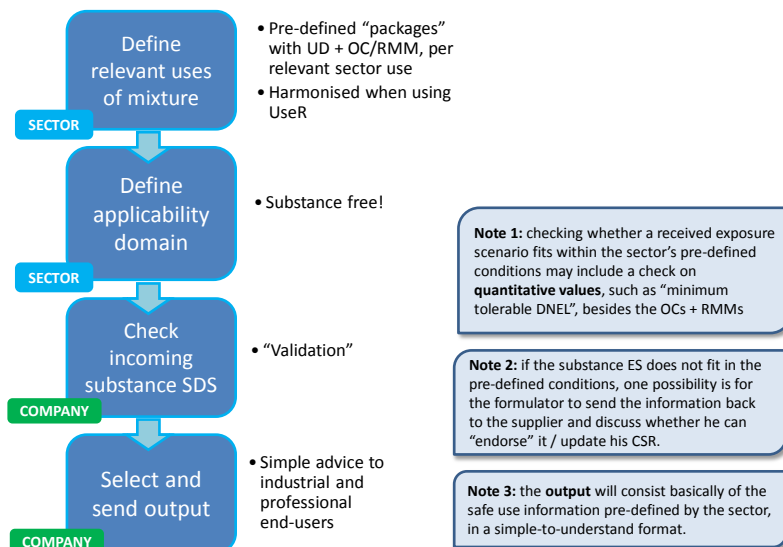 Define
relevant uses
of mixture
SECTOR
• Pre-defined “packages”
with UD + OC/RMM, per
relevant sector use
• Harmonised when using
UseR
Define
applicability
domain
SECTOR
• Substance free!
Check
incoming
substance SDS
COMPANY
• “Validation”
Select and
send output
COMPANY
• Simple advice to
industrial and
professional
end-users
Note 1: checking whether a received exposure
scenario fits within the sector’s pre-defined
conditions may include a check on
quantitative values, such as “minimum
tolerable DNEL”, besides the OCs + RMMs
Note 2: if the substance ES does not fit in the
pre-defined conditions, one possibility is for
the formulator to send the information back
to the supplier and discuss whether he can
“endorse” it / update his CSR.
Note 3: the output will consist basically of the
safe use information pre-defined by the sector,
in a simple-to-understand format.